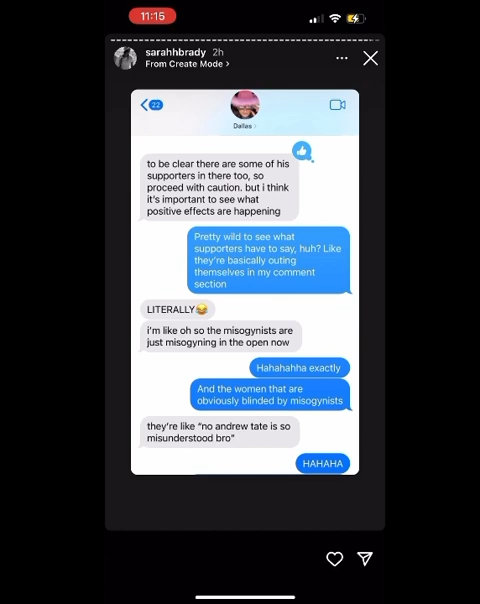 11:15
sarahhbrady 2h
From Create Mode >
22
Dallas >
to be clear there are some of his
supporters in there too, so
proceed with caution. but i think
it's important to see what
positive effects are happening
Pretty wild to see what
supporters have to say, huh? Like
they're basically outing
themselves in my comment
section
LITERALLY😂
i'm like oh so the misogynists are
just misogyning in the open now
Hahahahha exactly
And the women that are
obviously blinded by misogynists
they're like “no andrew tate is so
misunderstood bro”
HAHAHA